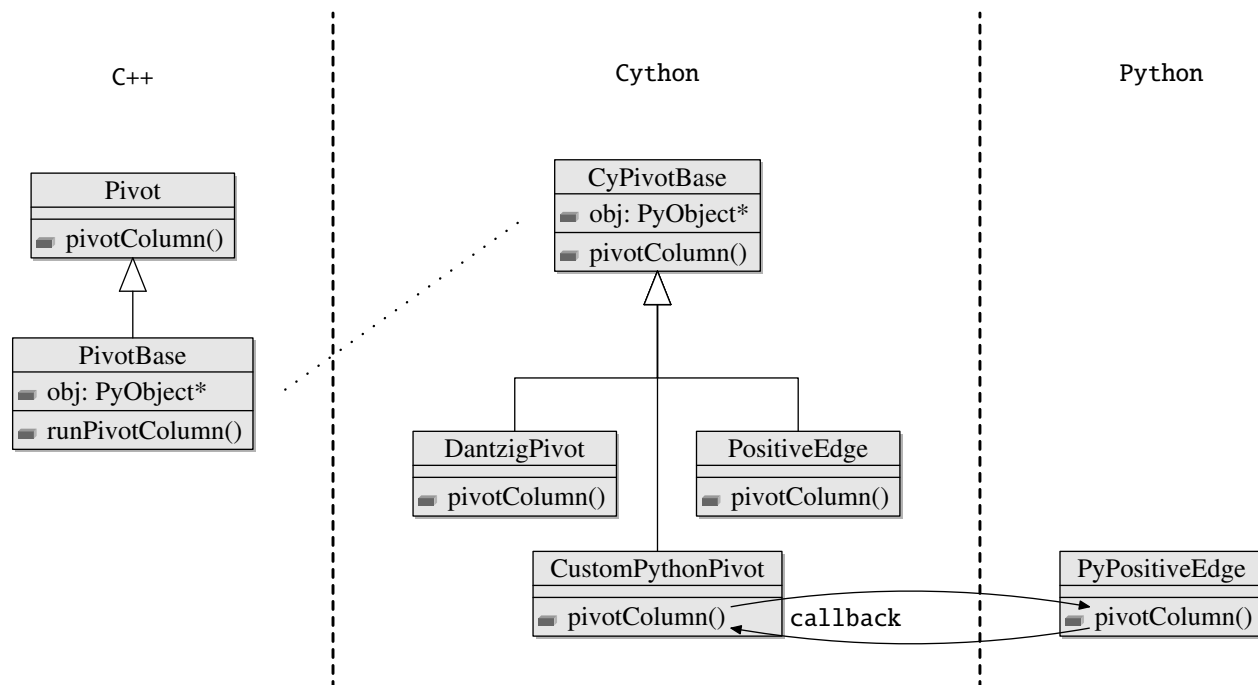 C++
Cython
Python
Pivot
pivotColumn()
PivotBase
obj: PyObject*
runPivotColumn()
CyPivotBase
obj: PyObject*
pivotColumn()
DantzigPivot
pivotColumn()
PositiveEdge
pivotColumn()
CustomPythonPivot
pivotColumn()
callback
PyPositiveEdge
pivotColumn()